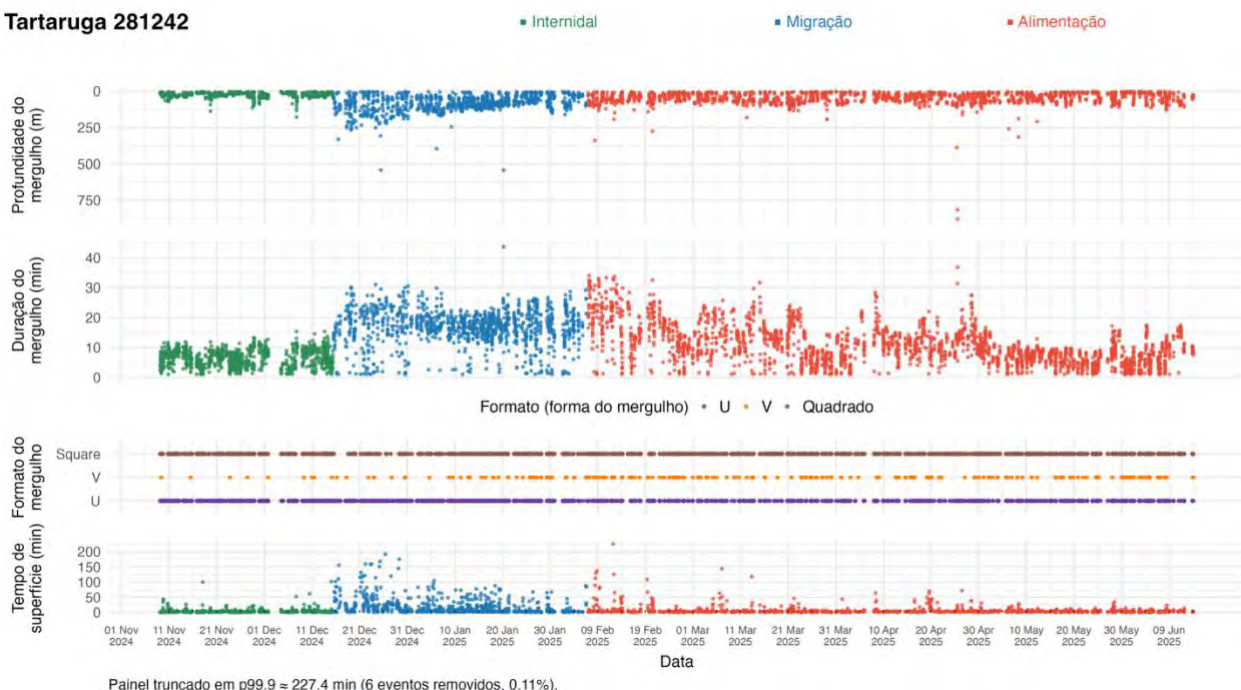 Tartaruga 281242
Internidal
Migração
Alimentação
Profundidade do
mergulho (m)
0
250
500
750
Duração do
mergulho (min)
40
30
20
10
0
Formato (forma do mergulho)
U
V
Quadrado
Formato do
mergulho
Square
V
U
Tempo de
superfície (min)
200
150
100
50
0
01 Nov
2024
11 Nov
2024
21 Nov
2024
01 Dec
2024
11 Dec
2024
21 Dec
2024
31 Dec
2024
10 Jan
2025
20 Jan
2025
30 Jan
2025
09 Feb
2025
19 Feb
2025
01 Mar
2025
11 Mar
2025
21 Mar
2025
31 Mar
2025
10 Apr
2025
20 Apr
2025
30 Apr
2025
10 May
2025
20 May
2025
30 May
2025
09 Jun
2025
Data
Painel truncado em p99.9 ≈ 227.4 min (6 eventos removidos, 0.11%).